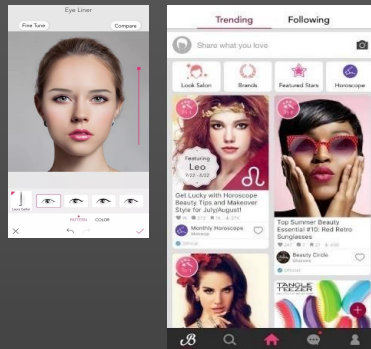 Eye Liner
Fine Tune
Compare
PATTERN COLOR
Trending Following
Share what you love
Look Salon
Brands
Featured Stars
Horoscope
Featuring
Leo
7/22 - 8/22
Get Lucky with Horoscope
Beauty Tips and Makeover
Style for July/August!
Monthly Horoscope
Official
Top Summer Beauty
Essential #10: Red Retro
Sunglasses
Beauty Circle
Official
TANGLE
TEEZER
B